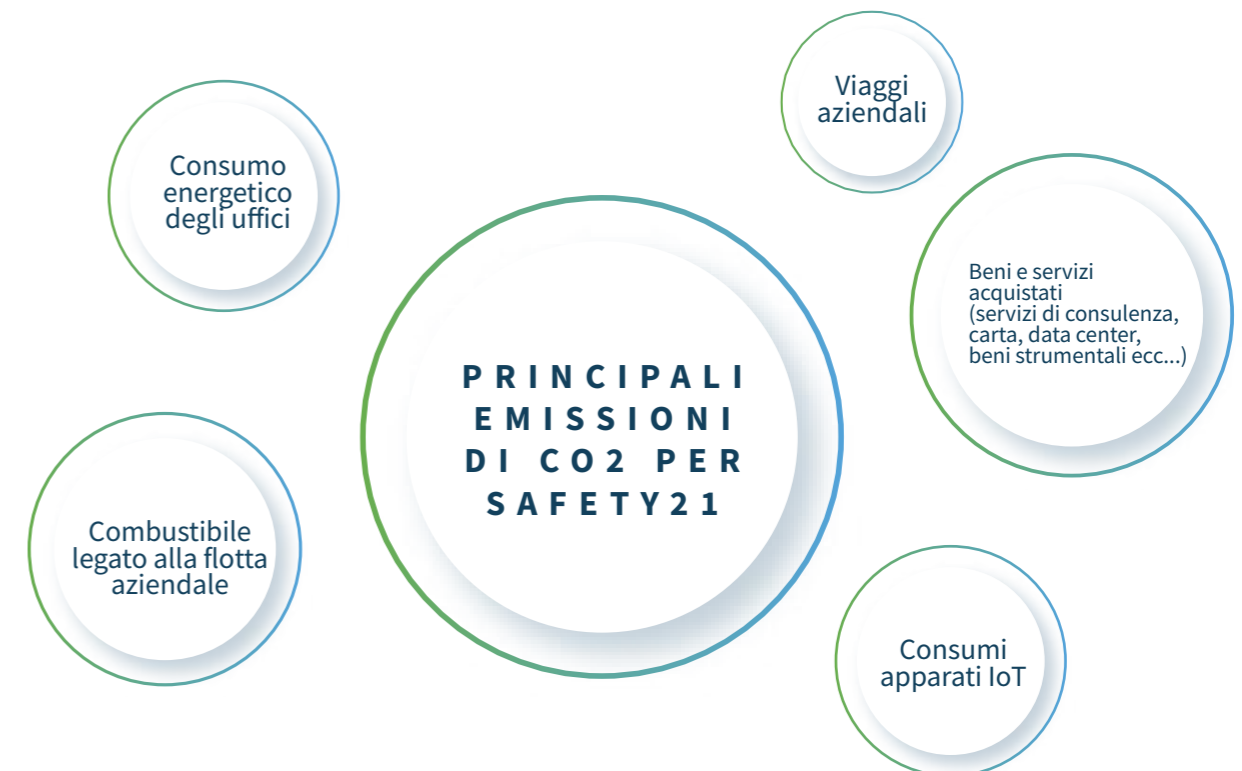 Viaggi
aziendali
Consumo
energetico
degli uffici
Beni e servizi
acquistati
(servizi di consulenza,
carta, data center,
beni strumentali ecc...)
PRINCIPALI
EMISSIONI
DI CO2 PER
SAFETY21
Combustibile
legato alla flotta
aziendale
Consumi
apparati IoT